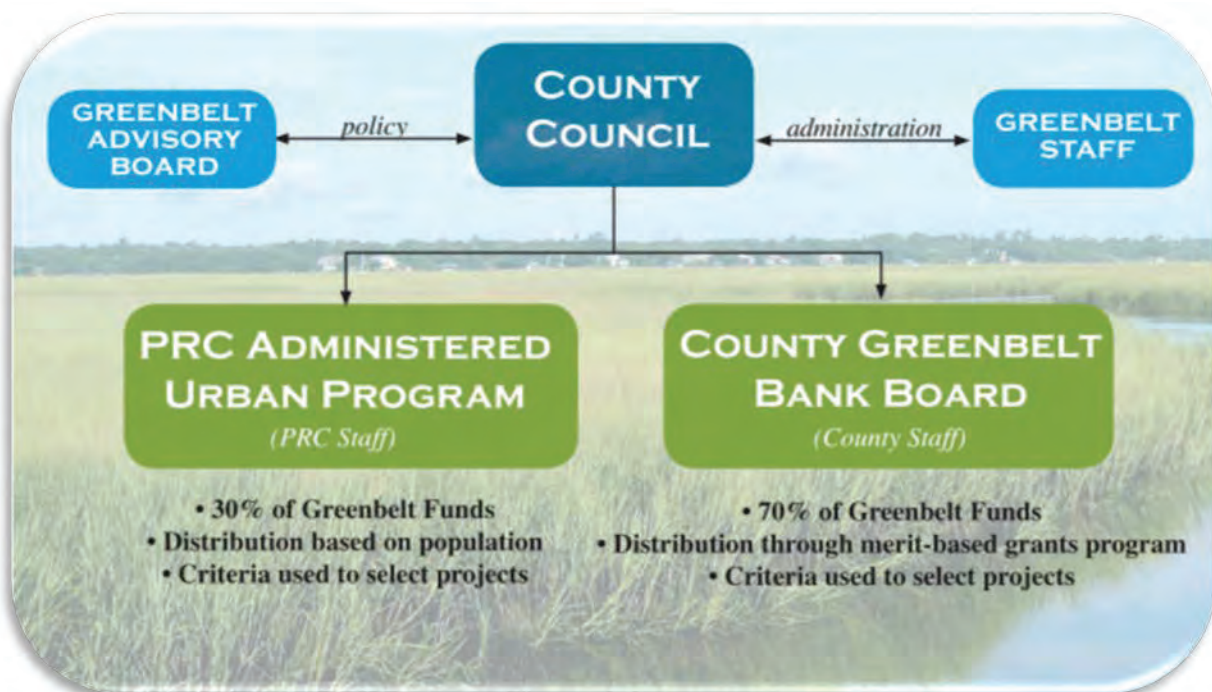 GREENBELT
ADVISORY
BOARD
policy
COUNTY
COUNCIL
administration
GREENBELT
STAFF
PRC ADMINISTERED
URBAN PROGRAM
(PRC Staff)
• 30% of Greenbelt Funds
• Distribution based on population
• Criteria used to select projects
COUNTY GREENBELT
BANK BOARD
(County Staff)
• 70% of Greenbelt Funds
• Distribution through merit-based grants program
• Criteria used to select projects